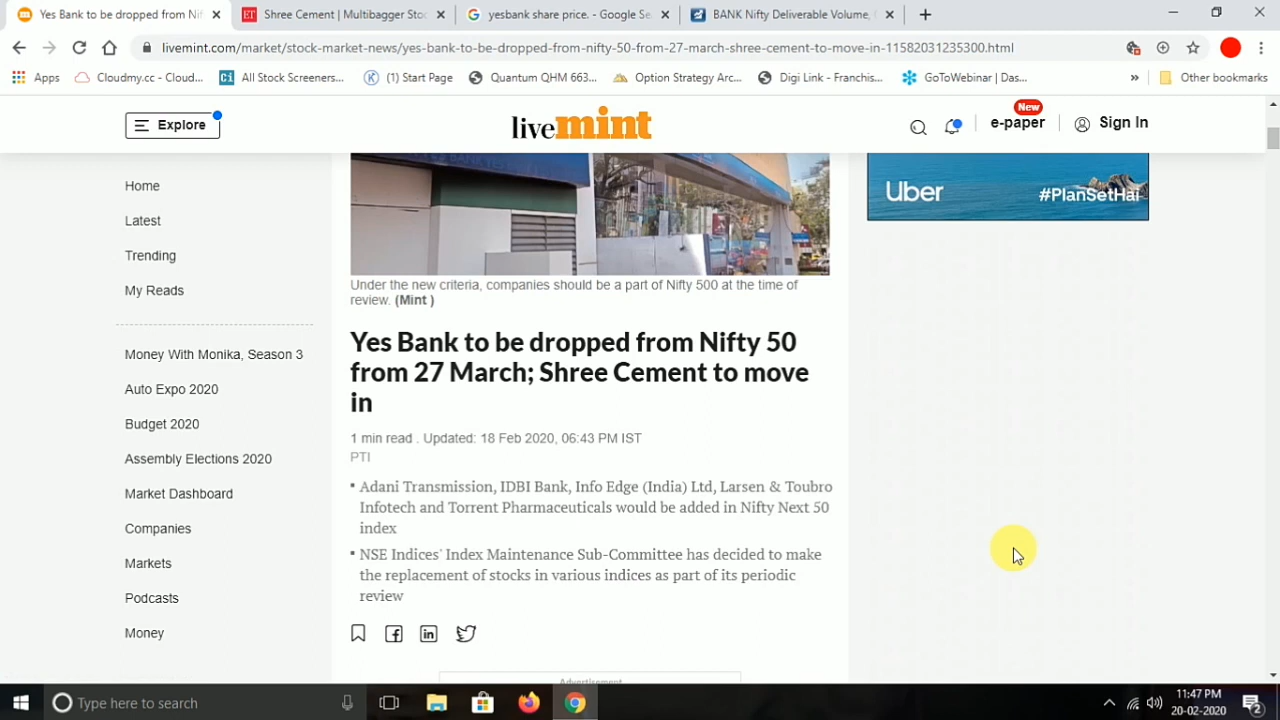 Yes Bank to be dropped from Nif
Shree Cement | Multibagger Sto
yesbank share price. - Google Se
BANK Nifty Deliverable Volume,
livemint.com/market/stock-market-news/yes-bank-to-be-dropped-from-nifty-50-from-27-march-shree-cement-to-move-in-11582031235300.html
Apps
Cloudmy.cc - Cloud...
All Stock Screeners...
(1) Start Page
Quantum QHM 663...
Option Strategy Arc...
Digi Link - Franchis...
GoToWebinar | Das...
»
Other bookmarks
Explore
livemint
New
e-paper
Sign In
Home
Latest
Trending
My Reads
Money With Monika, Season 3
Auto Expo 2020
Budget 2020
Assembly Elections 2020
Market Dashboard
Companies
Markets
Podcasts
Money
Under the new criteria, companies should be a part of Nifty 500 at the time of
review. (Mint )
Yes Bank to be dropped from Nifty 50
from 27 March; Shree Cement to move
in
1 min read . Updated: 18 Feb 2020, 06:43 PM IST
PTI
Adani Transmission, IDBI Bank, Info Edge (India) Ltd, Larsen & Toubro
Infotech and Torrent Pharmaceuticals would be added in Nifty Next 50
index
NSE Indices' Index Maintenance Sub-Committee has decided to make
the replacement of stocks in various indices as part of its periodic
review
Advertisement
Uber
#PlanSetHai
Type here to search
11:47 PM
20-02-2020
2